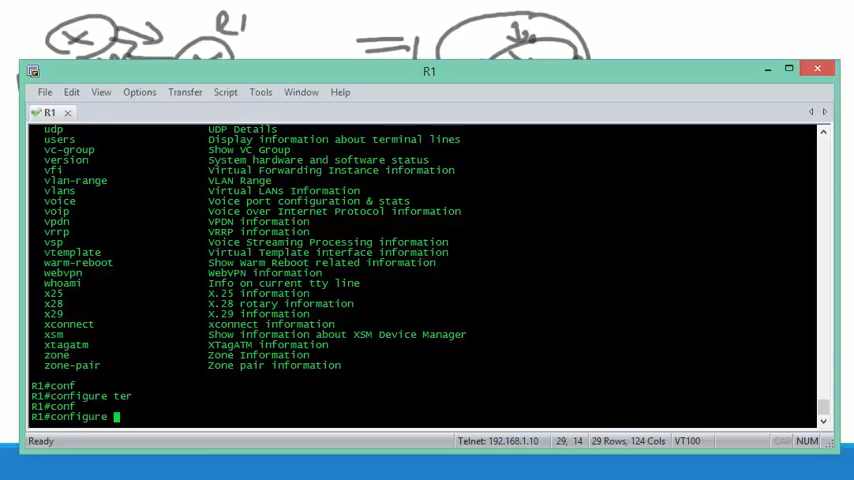 R1
R1
File Edit View Options Transfer Script Tools Window Help
R1
udp UDP Details
users Display information about terminal lines
vc-group Show VC Group
version System hardware and software status
vfi Virtual Forwarding Instance information
vlan-range VLAN Range
vlans Virtual LANs Information
voice Voice port configuration & stats
voip Voice over Internet Protocol information
vpdn VPDN information
vrrp VRRP information
vsp Voice Streaming Processing information
vtemplate Virtual Template interface information
warm-reboot Show Warm Reboot related information
webvpn WebVPN information
whoami Info on current tty line
x25 X.25 information
x28 X.28 rotary information
x29 X.29 information
xconnect xconnect information
xsm Show information about XSM Device Manager
xtagatm XTagATM information
zone Zone Information
zone-pair Zone pair information
R1#conf
R1#configure ter
R1#conf
R1#configure
Ready Telnet: 192.168.1.10 29, 14 29 Rows, 124 Cols VT100 CAP NUM